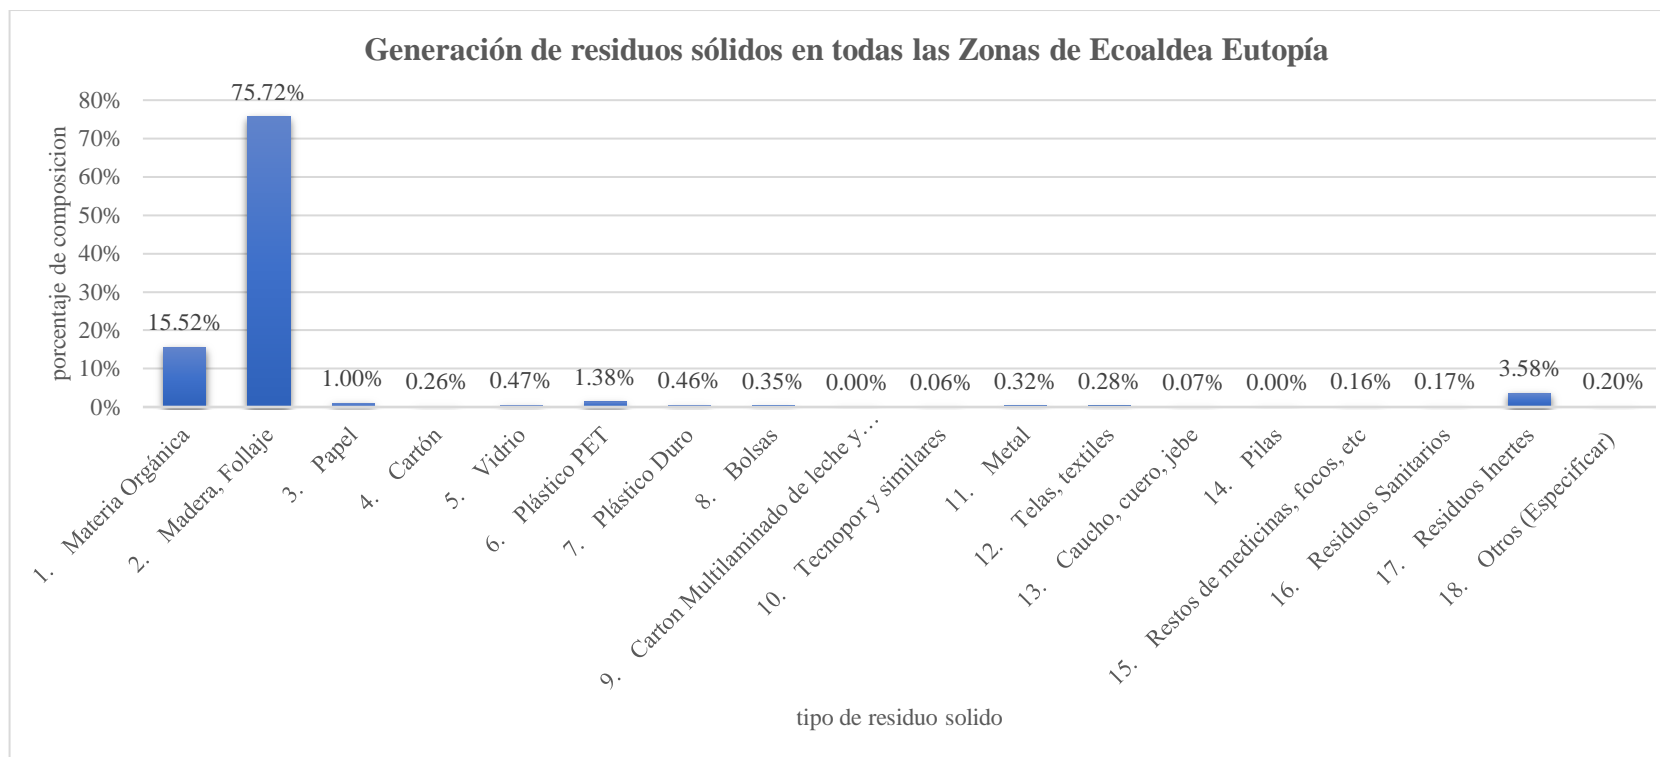 Generación de residuos sólidos en todas las Zonas de Ecoaldea Eutopía
porcentaje de composicion
80%
70%
60%
50%
40%
30%
20%
10%
0%
15.52%
75.72%
1.00%
0.26%
0.47%
1.38%
0.46%
0.35%
0.00%
0.06%
0.32%
0.28%
0.07%
0.00%
0.16%
0.17%
3.58%
0.20%
1. Materia Orgánica
2. Madera, Follaje
3. Papel
4. Cartón
5. Vidrio
6. Plástico PET
7. Plástico Duro
8. Bolsas
9. Carton Multilaminado de leche y…
10. Tecnopor y similares
11. Metal
12. Telas, textiles
13. Caucho, cuero, jebe
14. Pilas
15. Restos de medicinas, focos, etc
16. Residuos Sanitarios
17. Residuos Inertes
18. Otros (Especificar)
tipo de residuo solido